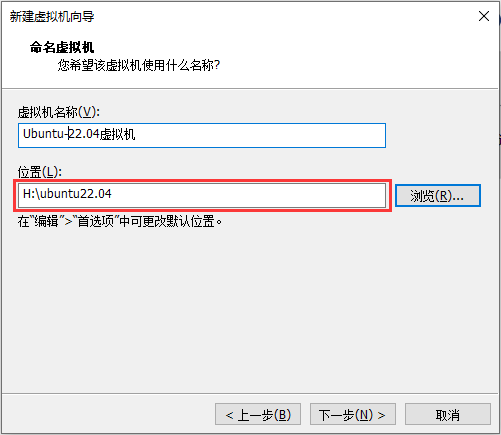 新建虚拟机向导
命名虚拟机
您希望该虚拟机使用什么名称?
虚拟机名称(V):
Ubuntu-22.04虚拟机
位置(L):
H:\ubuntu22.04
浏览(R)...
在“编辑”>“首选项”中可更改默认位置。
< 上一步(B)
下一步(N) >
取消